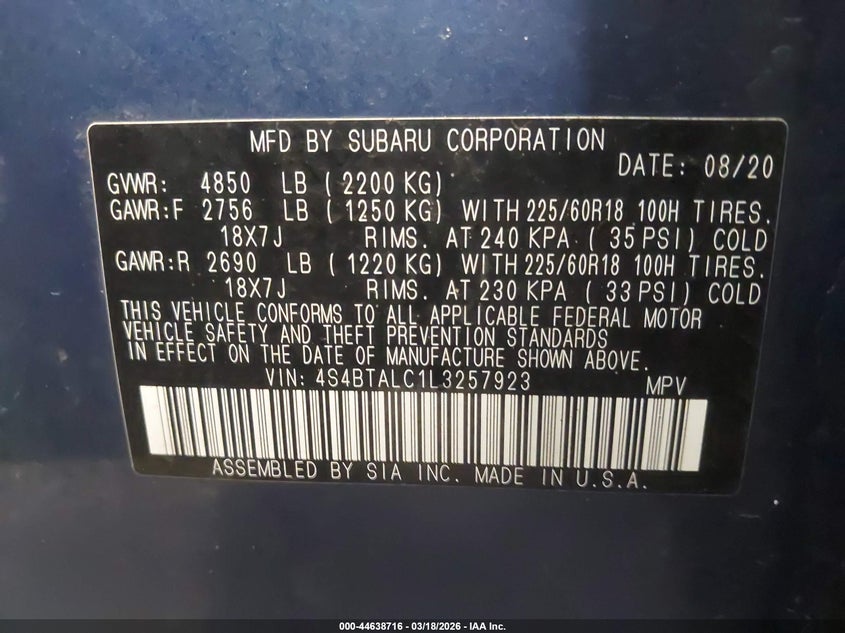 MFD BY SUBARU CORPORATION
DATE: 08/20
GVWR: 4850 LB ( 2200 KG)
GAWR:F 2756 LB ( 1250 KG) WITH 225/60R18 100H TIRES.
18X7J RIMS. AT 240 KPA ( 35 PSI) COLD
GAWR:R 2690 LB ( 1220 KG) WITH 225/60R18 100H TIRES.
18X7J RIMS. AT 230 KPA ( 33 PSI) COLD
THIS VEHICLE CONFORMS TO ALL APPLICABLE FEDERAL MOTOR
VEHICLE SAFETY AND THEFT PREVENTION STANDARDS
IN EFFECT ON THE DATE OF MANUFACTURE SHOWN ABOVE.
VIN: 4S4BTALC1L3257923 MPV
ASSEMBLED BY SIA INC. MADE IN U.S.A.
000-44638716 - 03/18/2026 - IAA Inc.